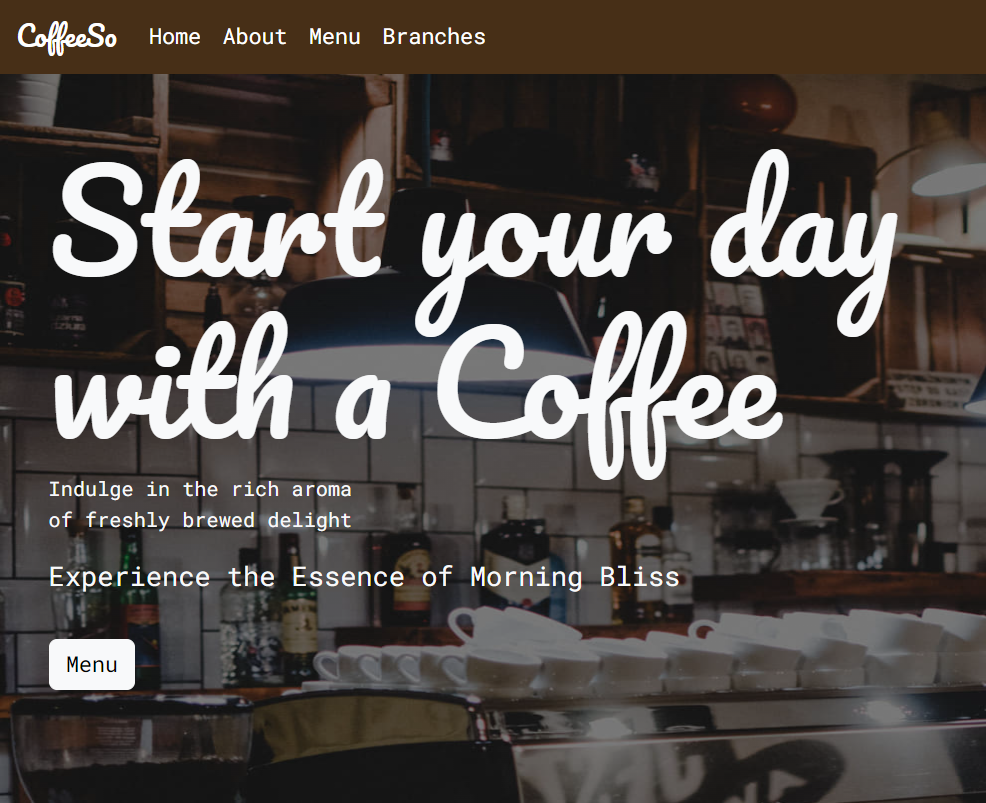 CoffeeSo Home About Menu Branches
Start your day
with a Coffee
Indulge in the rich aroma
of freshly brewed delight
Experience the Essence of Morning Bliss
Menu